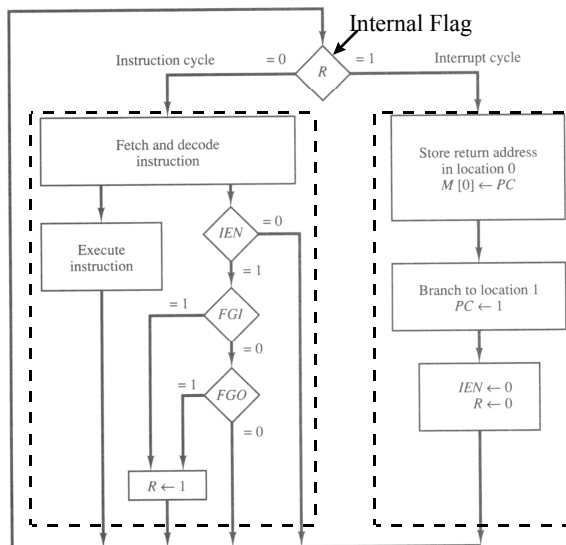 Internal Flag
Instruction cycle
= 0
R
= 1
Interrupt cycle
Fetch and decode
instruction
Store return address
in location 0
M [0] ← PC
Execute
instruction
IEN
= 0
= 1
Branch to location 1
PC ← 1
= 1
FGI
= 0
IEN ← 0
R ← 0
= 1
FGO
= 0
R ← 1